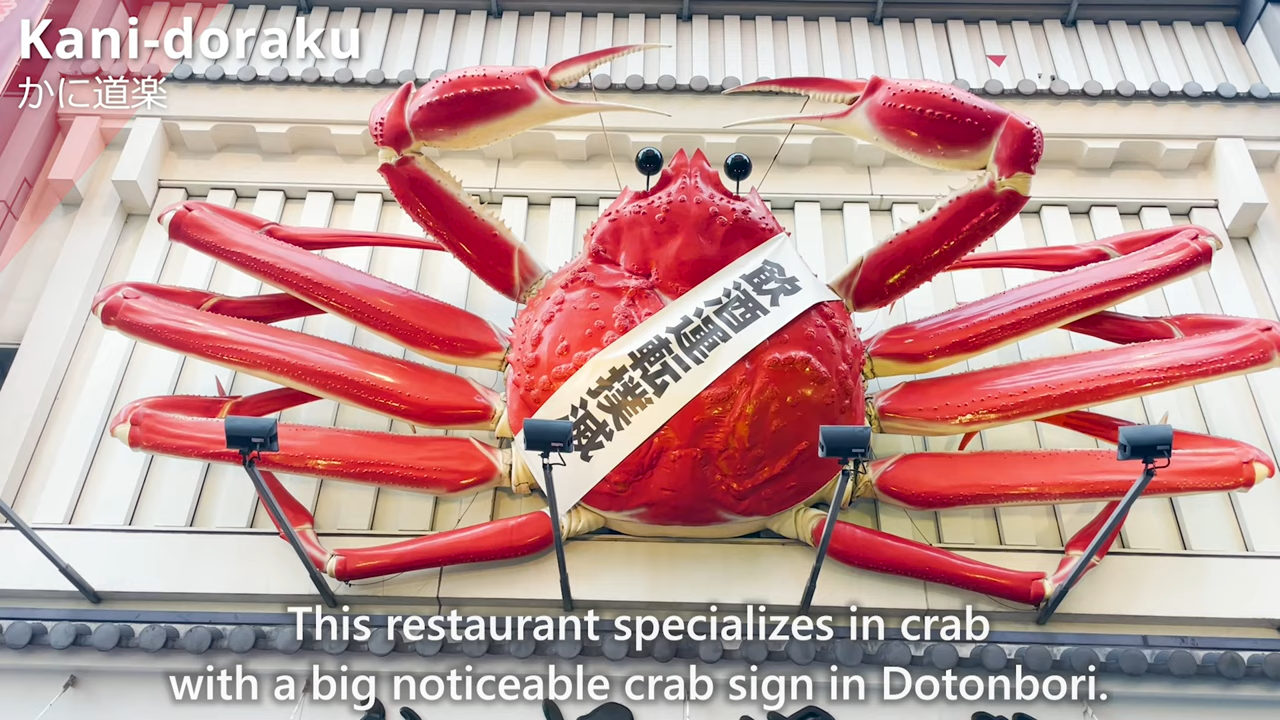 Kani-doraku
かに道楽
飲酒運転撲滅
This restaurant specializes in crab
with a big noticeable crab sign in Dotonbori.